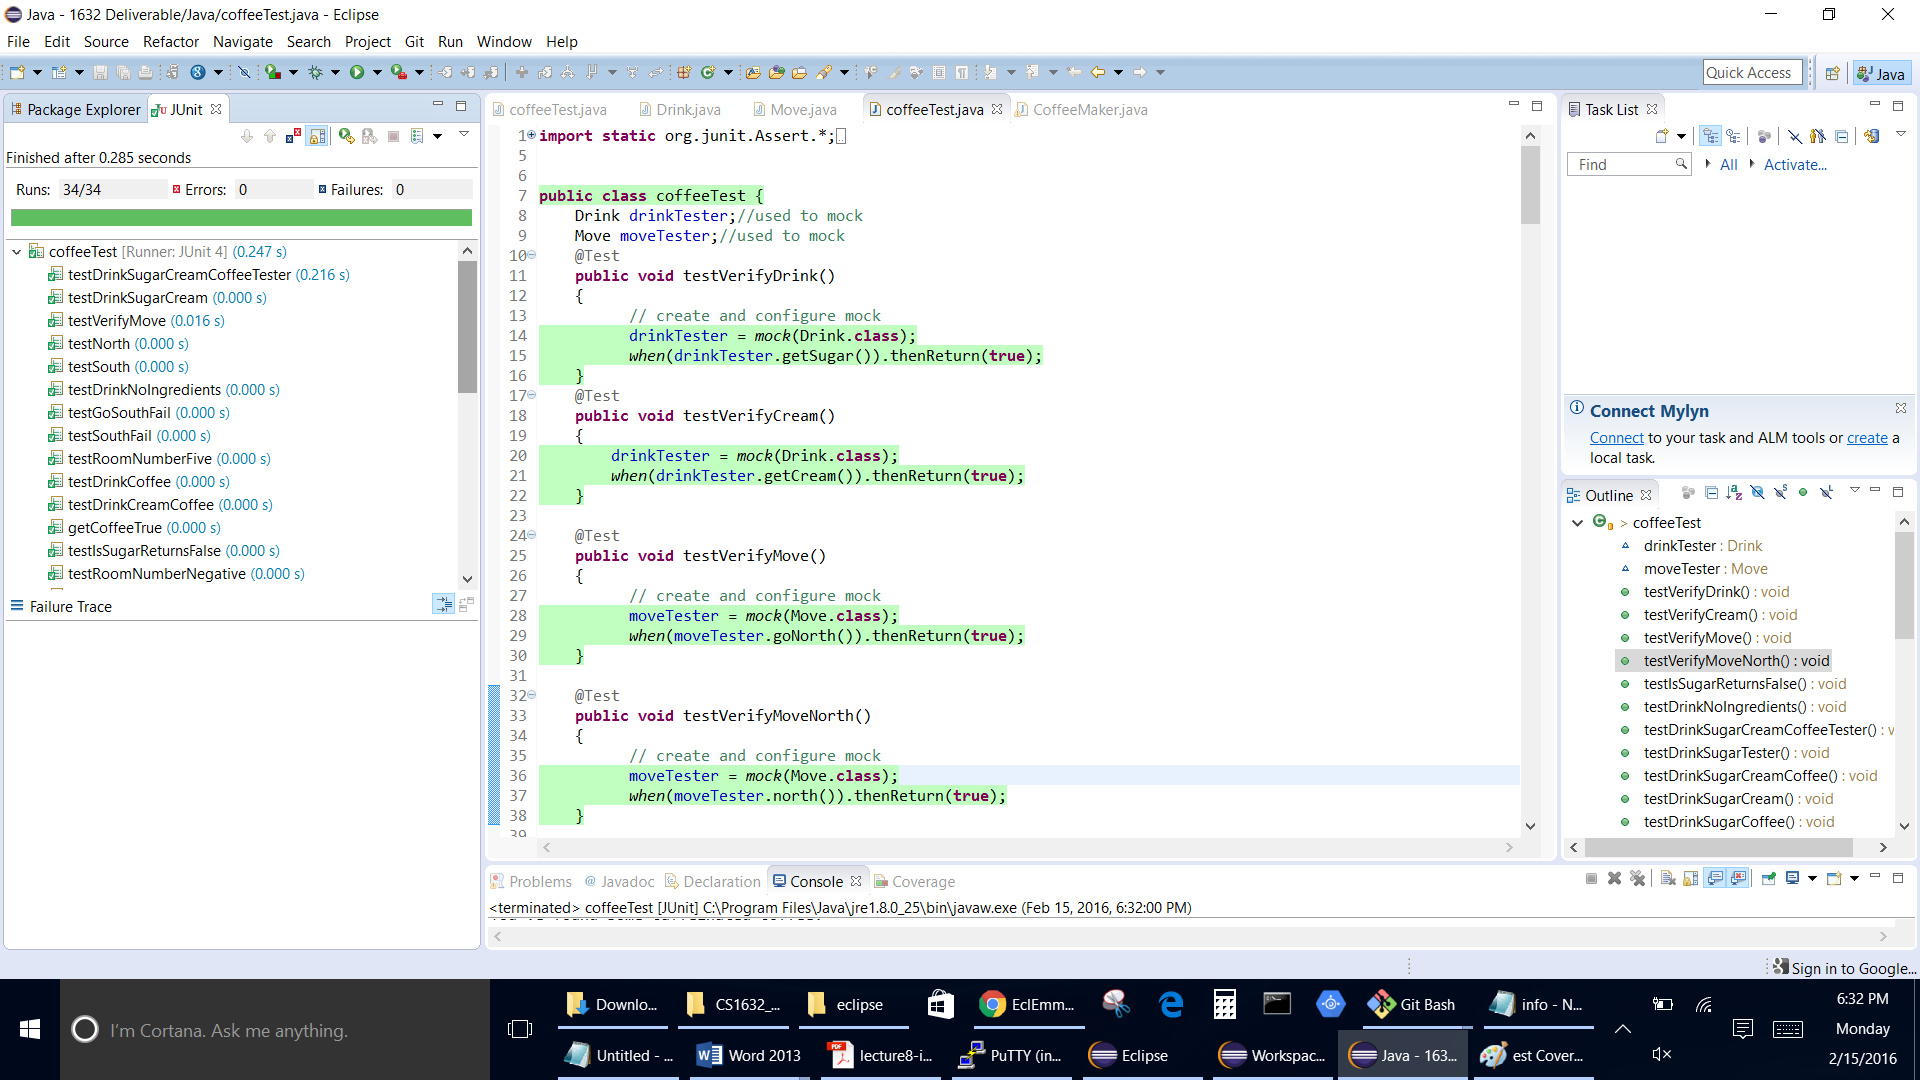 Java - 1632 Deliverable/Java/coffeeTest.java - Eclipse
File Edit Source Refactor Navigate Search Project Git Run Window Help
Quick Access
Java
Package Explorer
JUnit
Finished after 0.285 seconds
Runs: 34/34 Errors: 0 Failures: 0
coffeeTest [Runner: JUnit 4] (0.247 s)
testDrinkSugarCreamCoffeeTester (0.216 s)
testDrinkSugarCream (0.000 s)
testVerifyMove (0.016 s)
testNorth (0.000 s)
testSouth (0.000 s)
testDrinkNoIngredients (0.000 s)
testGoSouthFail (0.000 s)
testSouthFail (0.000 s)
testRoomNumberFive (0.000 s)
testDrinkCoffee (0.000 s)
testDrinkCreamCoffee (0.000 s)
getCoffeeTrue (0.000 s)
testIsSugarReturnsFalse (0.000 s)
testRoomNumberNegative (0.000 s)
Failure Trace
coffeeTest.java Drink.java Move.java coffeeTest.java CoffeeMaker.java
1 import static org.junit.Assert.*;
5
6
7 public class coffeeTest {
8 Drink drinkTester;//used to mock
9 Move moveTester;//used to mock
10 @Test
11 public void testVerifyDrink()
12 {
13 // create and configure mock
14 drinkTester = mock(Drink.class);
15 when(drinkTester.getSugar()).thenReturn(true);
16 }
17 @Test
18 public void testVerifyCream()
19 {
20 drinkTester = mock(Drink.class);
21 when(drinkTester.getCream()).thenReturn(true);
22 }
23
24 @Test
25 public void testVerifyMove()
26 {
27 // create and configure mock
28 moveTester = mock(Move.class);
29 when(moveTester.goNorth()).thenReturn(true);
30 }
31
32 @Test
33 public void testVerifyMoveNorth()
34 {
35 // create and configure mock
36 moveTester = mock(Move.class);
37 when(moveTester.north()).thenReturn(true);
38 }
39
Task List
Find
All
Activate...
Connect Mylyn
Connect to your task and ALM tools or create a
local task.
Outline
> coffeeTest
drinkTester : Drink
moveTester : Move
testVerifyDrink() : void
testVerifyCream() : void
testVerifyMove() : void
testVerifyMoveNorth() : void
testIsSugarReturnsFalse() : void
testDrinkNoIngredients() : void
testDrinkSugarCreamCoffeeTester() : v
testDrinkSugarTester() : void
testDrinkSugarCreamCoffee() : void
testDrinkSugarCream() : void
testDrinkSugarCoffee() : void
Problems @ Javadoc Declaration Console Coverage
<terminated> coffeeTest [JUnit] C:\Program Files\Java\jre1.8.0_25\bin\javaw.exe (Feb 15, 2016, 6:32:00 PM)
Sign in to Google...
I'm Cortana. Ask me anything.
Downlo... CS1632_... eclipse EclEmm... Git Bash info - N...
Untitled - ... Word 2013 lecture8-i... PuTTY (in... Eclipse Workspac... Java - 163... est Cover...
6:32 PM
Monday
2/15/2016